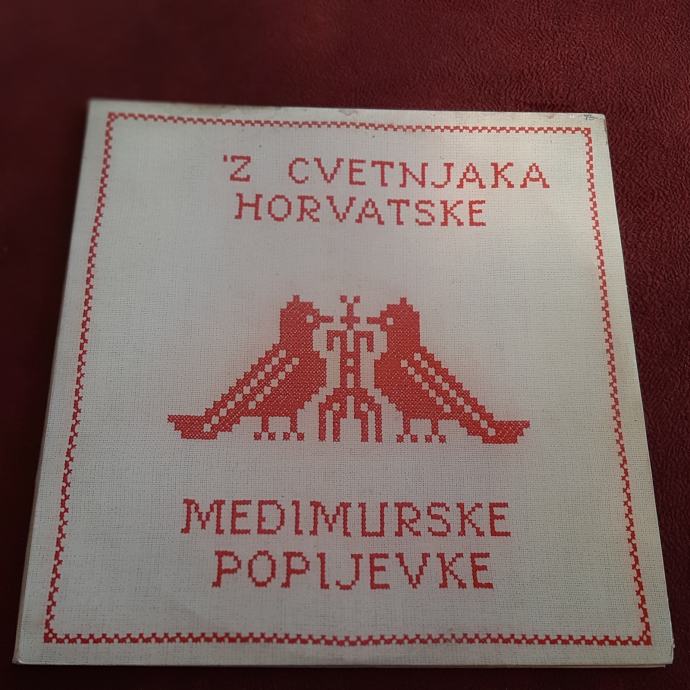 'Z CVETNJAKA
HORVATSKE
MEDIMURSKE
POPIJEVKE